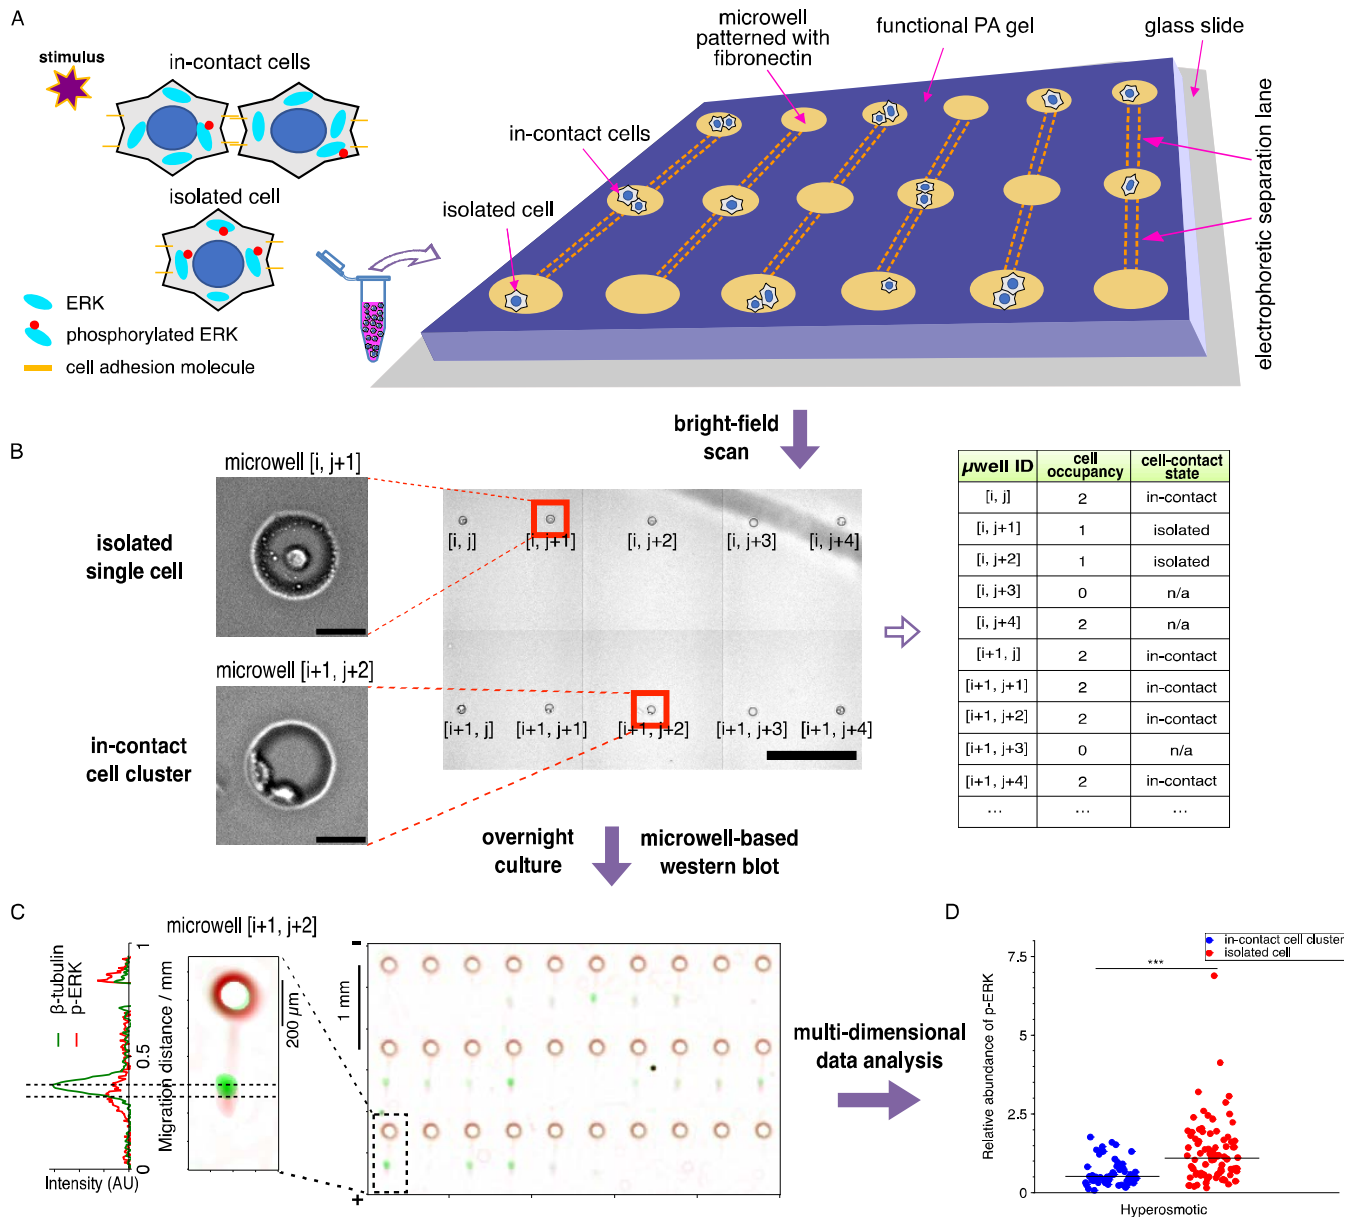 A
stimulus
in-contact cells
isolated cell
ERK
phosphorylated ERK
cell adhesion molecule
microwell
patterned with
fibronectin
functional PA gel
glass slide
in-contact cells
isolated cell
electrophoretic separation lane
bright-field
scan
B
microwell [i, j+1]
isolated
single cell
microwell [i+1, j+2]
in-contact
cell cluster
[i, j] [i, j+1] [i, j+2] [i, j+3] [i, j+4]
[i+1, j] [i+1, j+1] [i+1, j+2] [i+1, j+3] [i+1, j+4]
µwell ID cell occupancy cell-contact state
[i, j] 2 in-contact
[i, j+1] 1 isolated
[i, j+2] 1 isolated
[i, j+3] 0 n/a
[i, j+4] 2 n/a
[i+1, j] 2 in-contact
[i+1, j+1] 2 in-contact
[i+1, j+2] 2 in-contact
[i+1, j+3] 0 n/a
[i+1, j+4] 2 in-contact
... ... ...
overnight
culture
microwell-based
western blot
C
microwell [i+1, j+2]
β-tubulin
p-ERK
1
0.5
0
Migration distance / mm
Intensity (AU)
200 µm
-
1 mm
+
multi-dimensional
data analysis
D
in-contact cell cluster
isolated cell
***
7.5
5
2.5
0
Relative abundance of p-ERK
Hyperosmotic